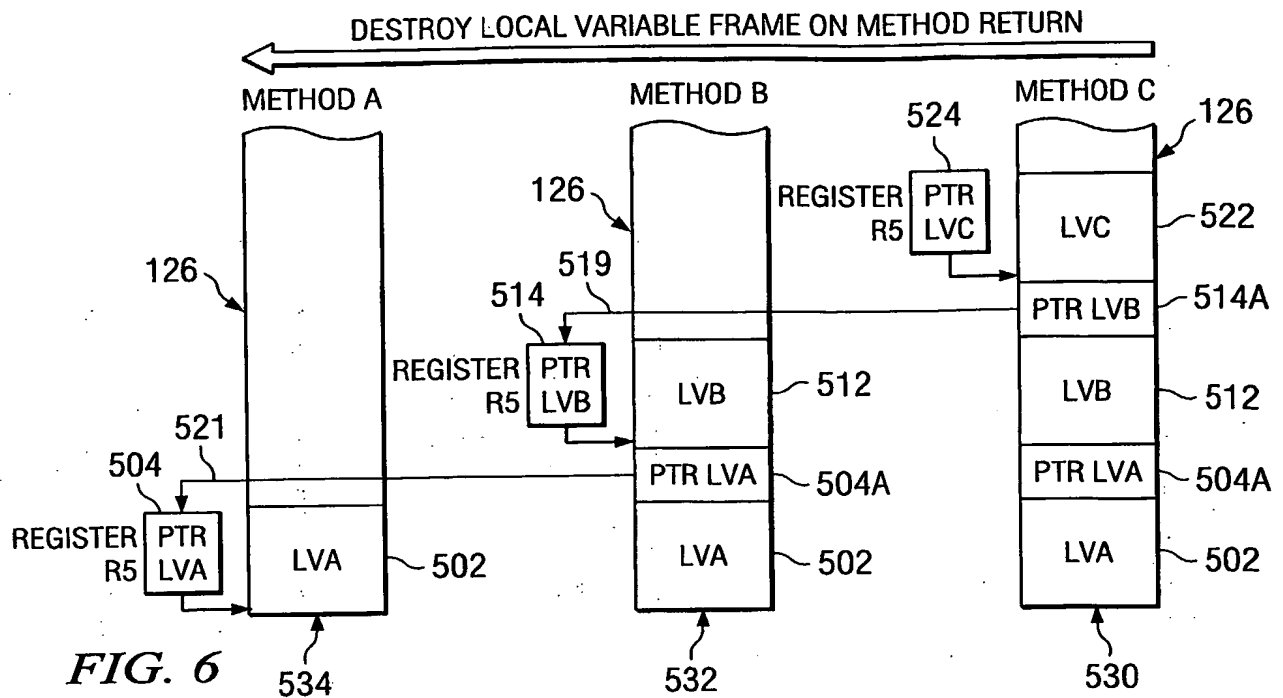 DESTROY LOCAL VARIABLE FRAME ON METHOD RETURN
METHOD A
METHOD B
METHOD C
524
126
126
REGISTER
R5
PTR
LVC
LVC
522
126
519
514
PTR LVB
514A
REGISTER
R5
PTR
LVB
LVB
512
LVB
512
521
504
PTR LVA
504A
PTR LVA
504A
REGISTER
R5
PTR
LVA
LVA
502
LVA
502
LVA
502
FIG. 6
534
532
530